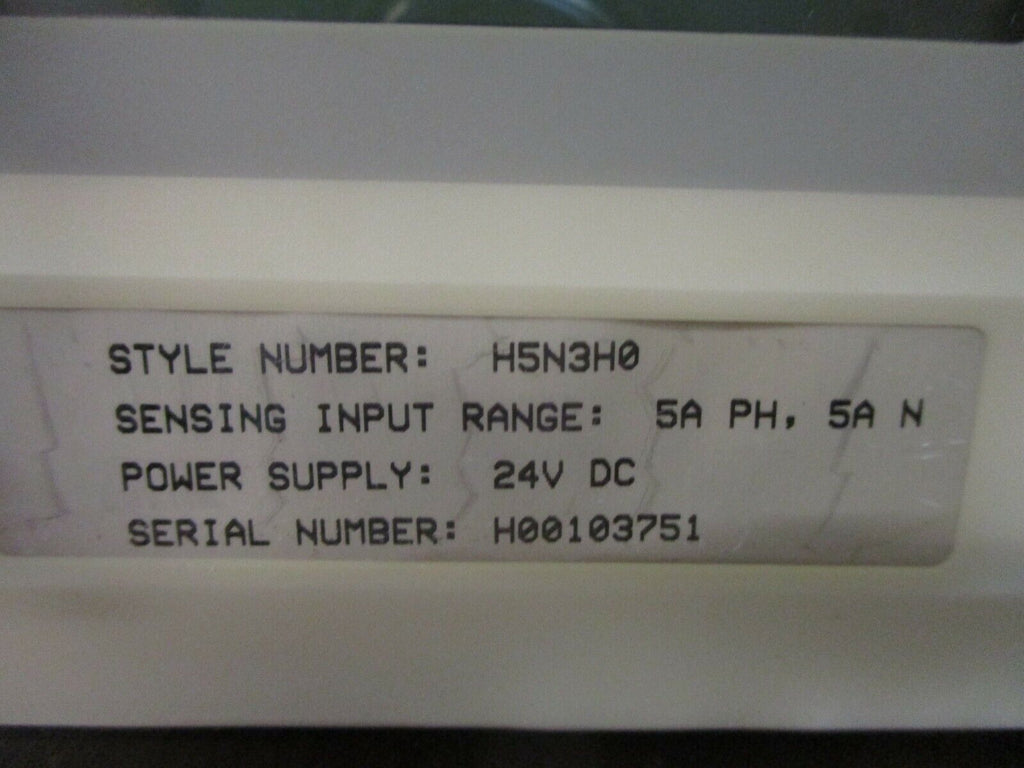 STYLE NUMBER: H5N3H0
SENSING INPUT RANGE: 5A PH, 5A N
POWER SUPPLY: 24V DC
SERIAL NUMBER: H00103751